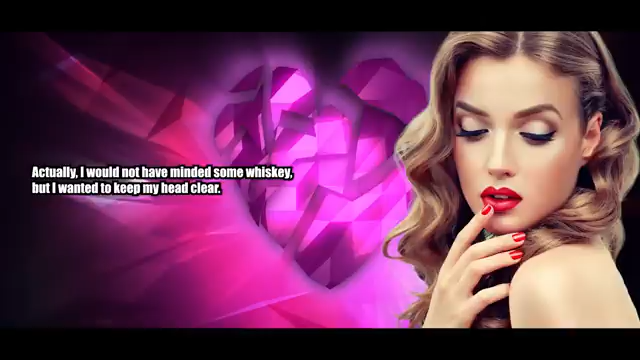 Actually, I would not have minded some whiskey,
but I wanted to keep my head clear.